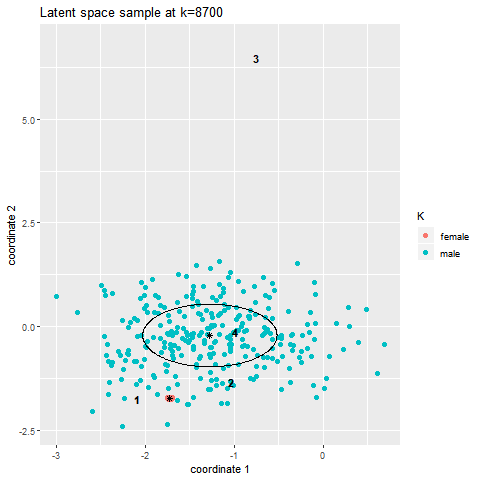 Latent space sample at k=8700
3
5.0
K
female
male
coordinate 2
2.5
0.0
4
2
1
-2.5
-3
-2
-1
0
coordinate 1